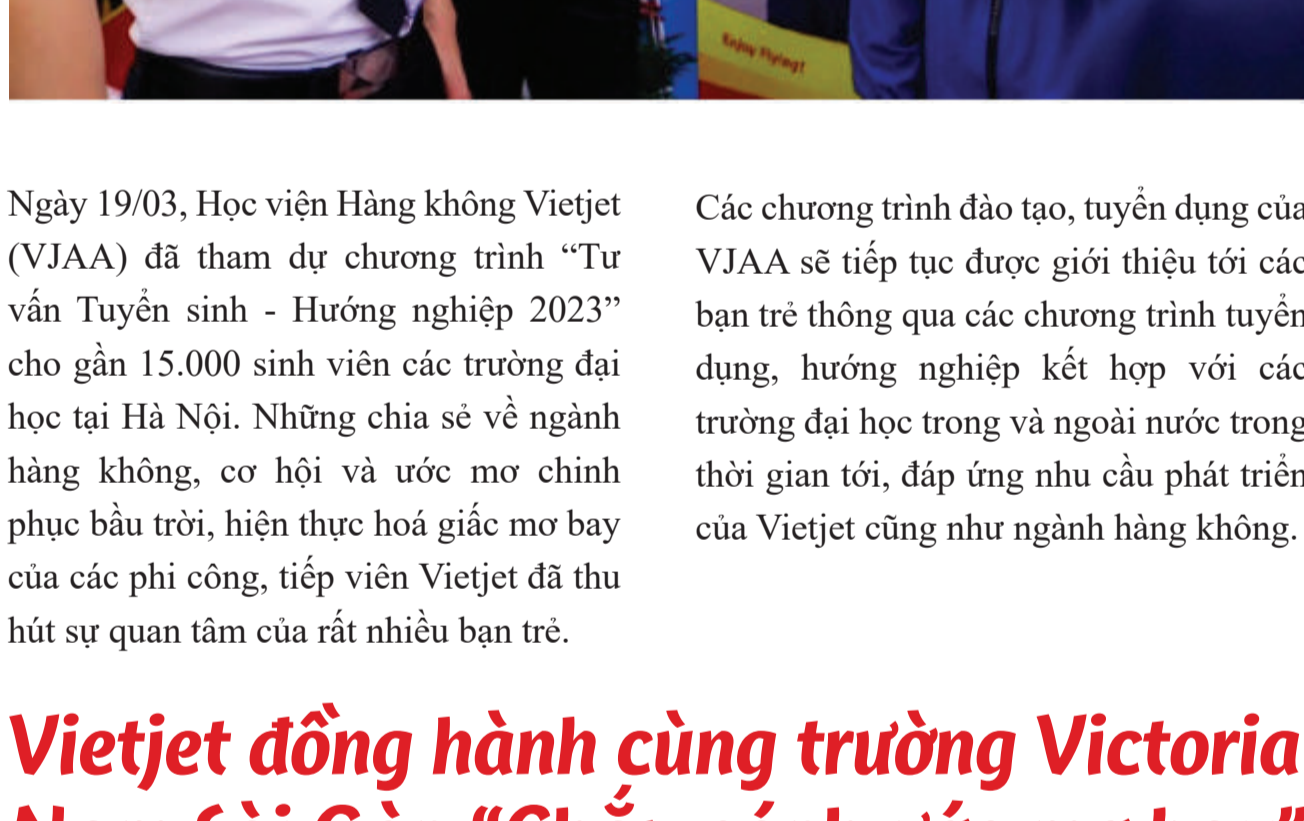 Enjoy Flying!
Ngày 19/03, Học viện Hàng không Vietjet
(VJAA) đã tham dự chương trình “Tư
vấn Tuyển sinh - Hướng nghiệp 2023”
cho gần 15.000 sinh viên các trường đại
học tại Hà Nội. Những chia sẻ về ngành
hàng không, cơ hội và ước mơ chinh
phục bầu trời, hiện thực hoá giấc mơ bay
của các phi công, tiếp viên Vietjet đã thu
hút sự quan tâm của rất nhiều bạn trẻ.
Các chương trình đào tạo, tuyển dụng của
VJAA sẽ tiếp tục được giới thiệu tới các
bạn trẻ thông qua các chương trình tuyển
dụng, hướng nghiệp kết hợp với các
trường đại học trong và ngoài nước trong
thời gian tới, đáp ứng nhu cầu phát triển
của Vietjet cũng như ngành hàng không.
Vietjet đồng hành cùng trường Victoria